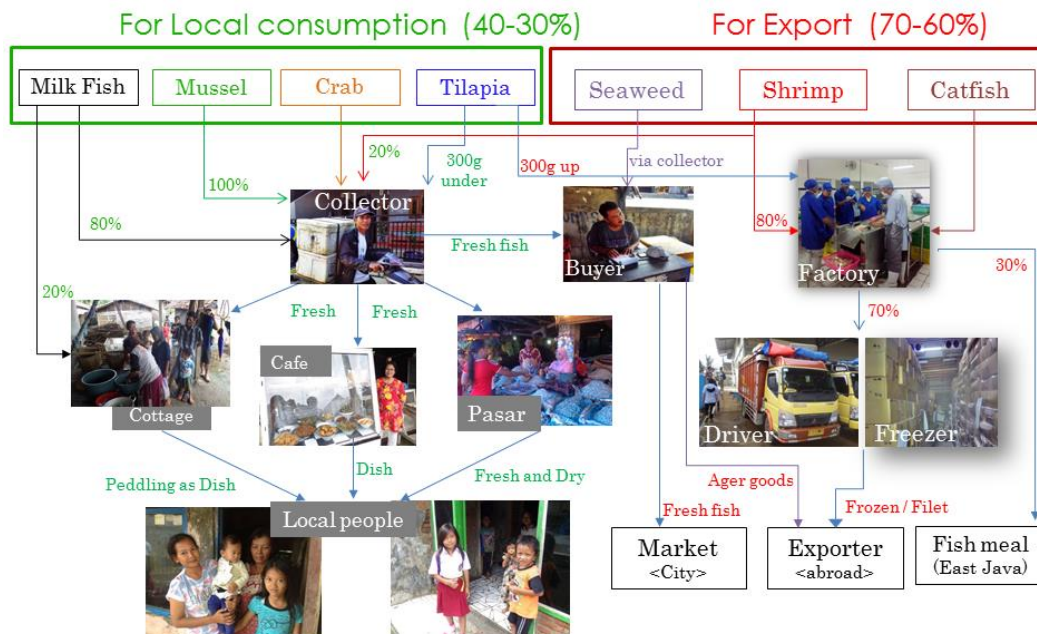 For Local consumption (40-30%)
For Export (70-60%)
Milk Fish
Mussel
Crab
Tilapia
Seaweed
Shrimp
Catfish
20%
300g
under
300g up
via collector
100%
Collector
80%
Fresh fish
Buyer
80%
Factory
30%
20%
Fresh
Fresh
70%
Cafe
Cottage
Pasar
Driver
Freezer
Dish
Peddling as Dish
Fresh and Dry
Ager goods
Local people
Fresh fish
Frozen / Filet
Market
<City>
Exporter
<abroad>
Fish meal
(East Java)